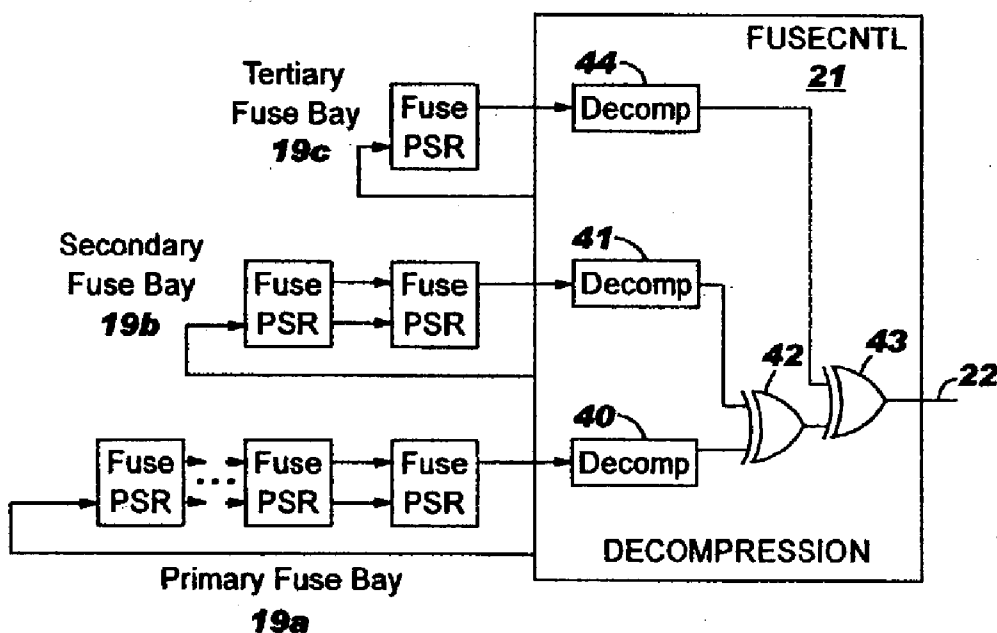 FUSECNTL
21
Tertiary
Fuse Bay
19c
Fuse
PSR
44
Decomp
Secondary
Fuse Bay
19b
Fuse
PSR
Fuse
PSR
41
Decomp
42
43
22
Fuse
PSR
Fuse
PSR
Fuse
PSR
40
Decomp
DECOMPRESSION
Primary Fuse Bay
19a